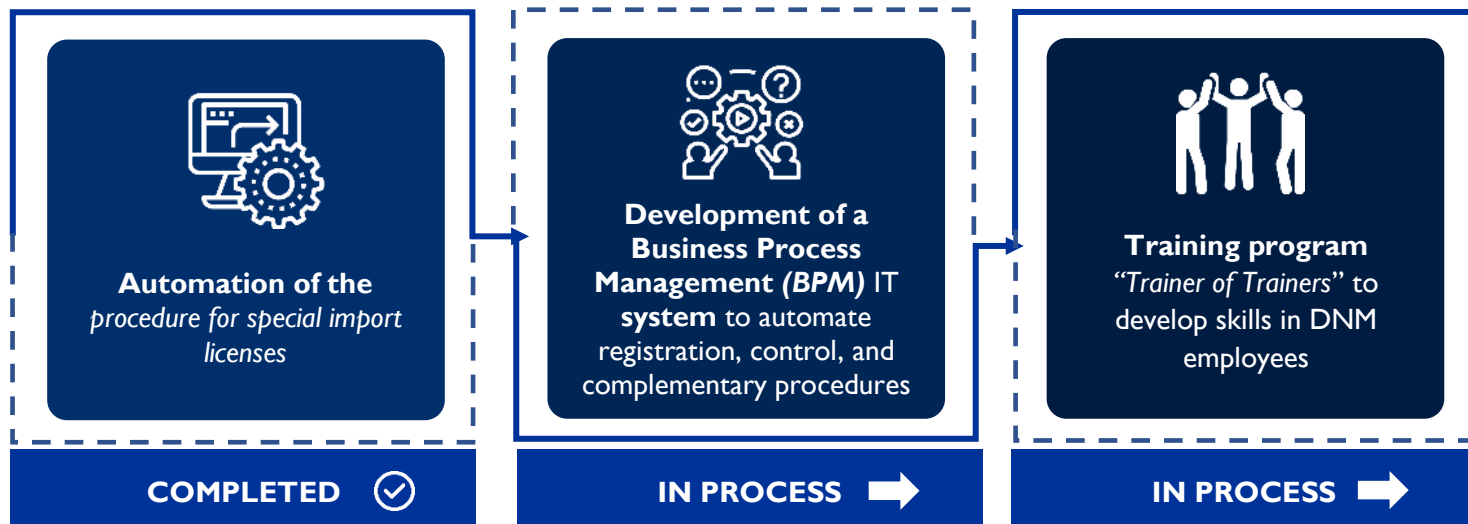 Automation of the
procedure for special import
licenses
COMPLETED
Development of a
Business Process
Management (BPM) IT
system to automate
registration, control, and
complementary procedures
IN PROCESS
Training program
“Trainer of Trainers” to
develop skills in DNM
employees
IN PROCESS